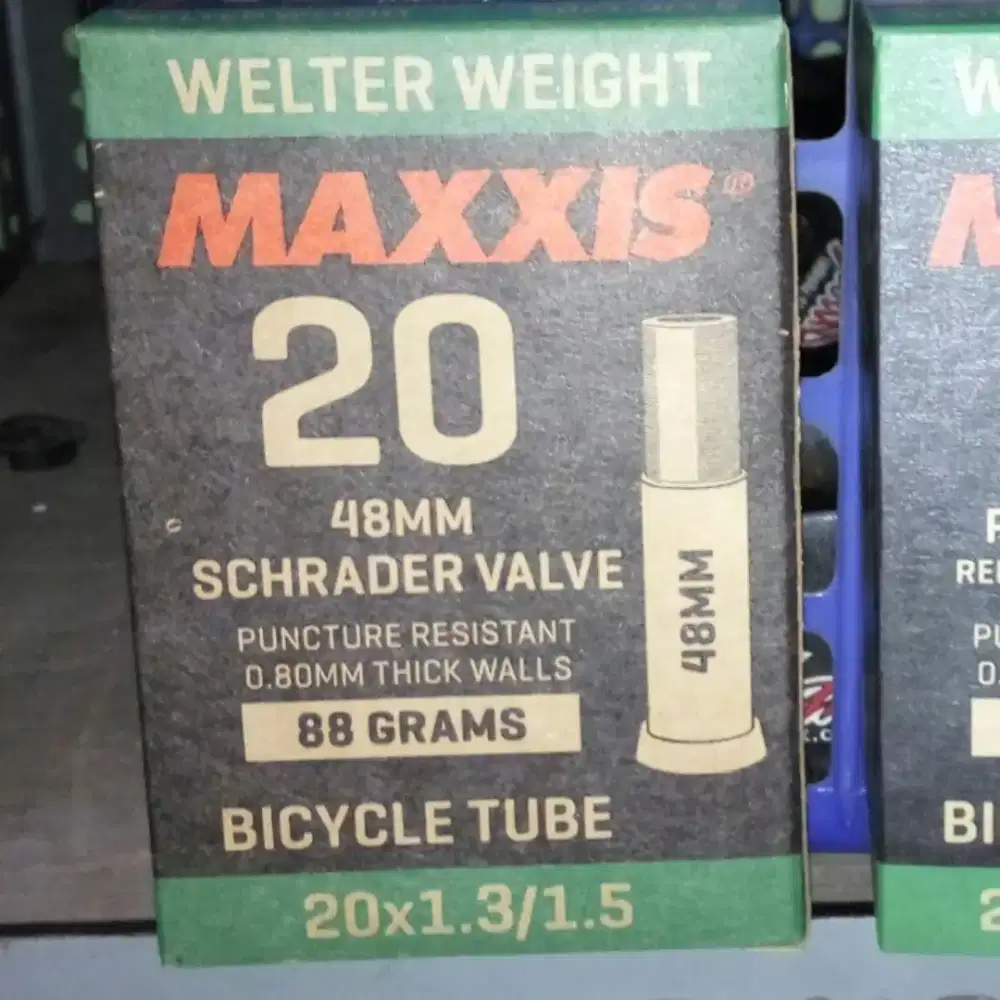 WELTER WEIGHT
MAXXIS®
20
48MM
SCHRADER VALVE
PUNCTURE RESISTANT
0.80MM THICK WALLS
88 GRAMS
48MM
BICYCLE TUBE
20x1.3/1.5